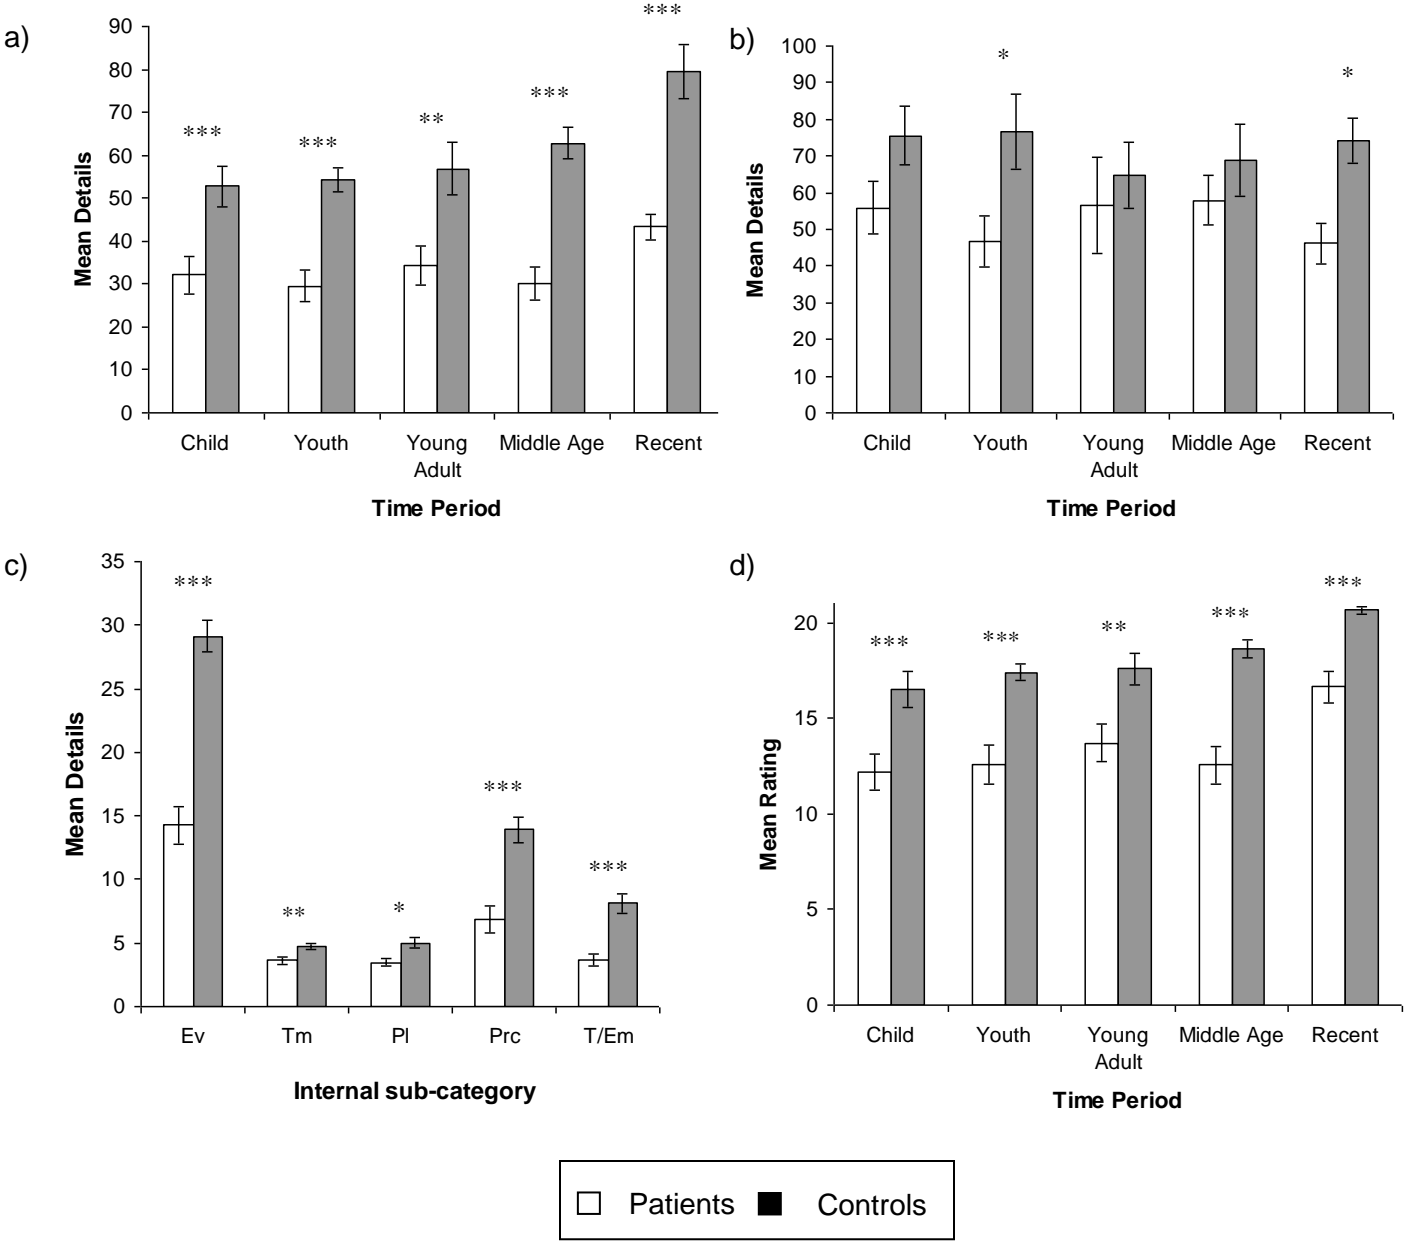 a)
***
90
80
70
60
50
40
30
20
10
0
Mean Details
***
***
**
***
Child Youth Young Middle Age Recent
Adult
Time Period
b)
100
90
80
70
60
50
40
30
20
10
0
Mean Details
*
*
Child Youth Young Middle Age Recent
Adult
Time Period
c)
35
30
25
20
15
10
5
0
Mean Details
***
**
*
***
***
Ev Tm Pl Prc T/Em
Internal sub-category
d)
20
15
10
5
0
Mean Rating
***
***
**
***
***
Child Youth Young Middle Age Recent
Adult
Time Period
Patients Controls